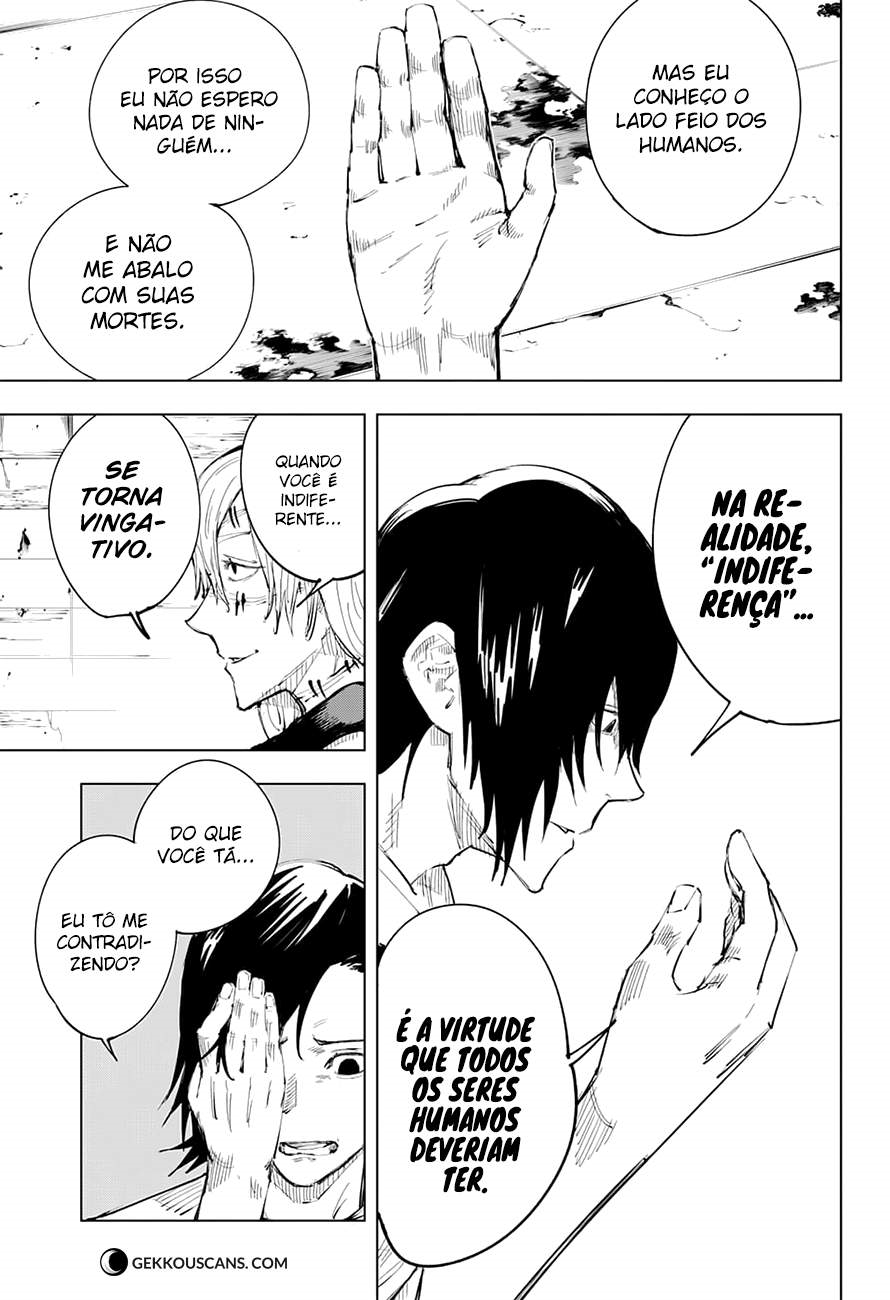 MAS EU
CONHEÇO O
LADO FEIO DOS
HUMANOS.
POR ISSO
EU NÃO ESPERO
NADA DE NIN-
GUÉM...
E NÃO
ME ABALO
COM SUAS
MORTES.
NA RE-
ALIDADE,
“INDIFE-
RENÇA”...
É A VIRTUDE
QUE TODOS
OS SERES
HUMANOS
DEVERIAM
TER.
QUANDO
VOCÊ É
INDIFE-
RENTE...
SE
TORNA
VINGA-
TIVO.
DO QUE
VOCÊ TÁ...
EU TÔ ME
CONTRADI-
ZENDO?
GEKKOUSCANS.COM